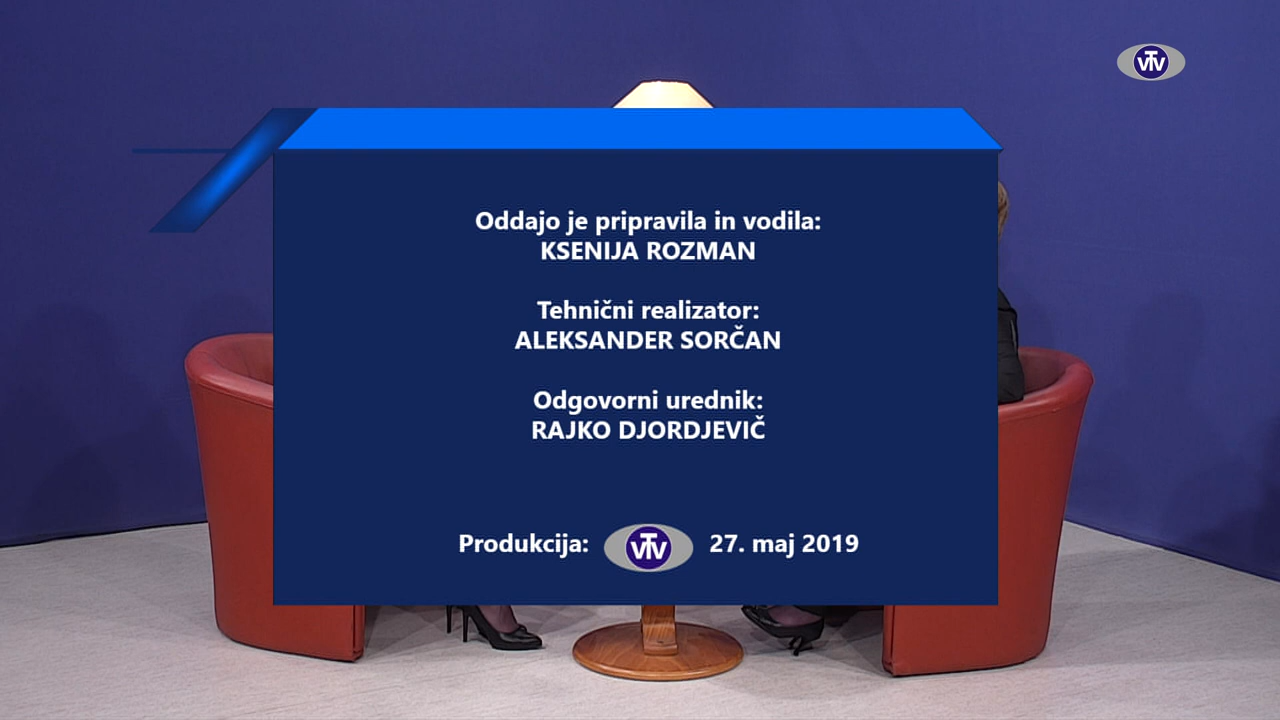 VTV
Oddajo je pripravila in vodila:
KSENIJA ROZMAN
Tehnični realizator:
ALEKSANDER SORČAN
Odgovorni urednik:
RAJKO DJORDJEVIČ
Produkcija: VTV 27. maj 2019